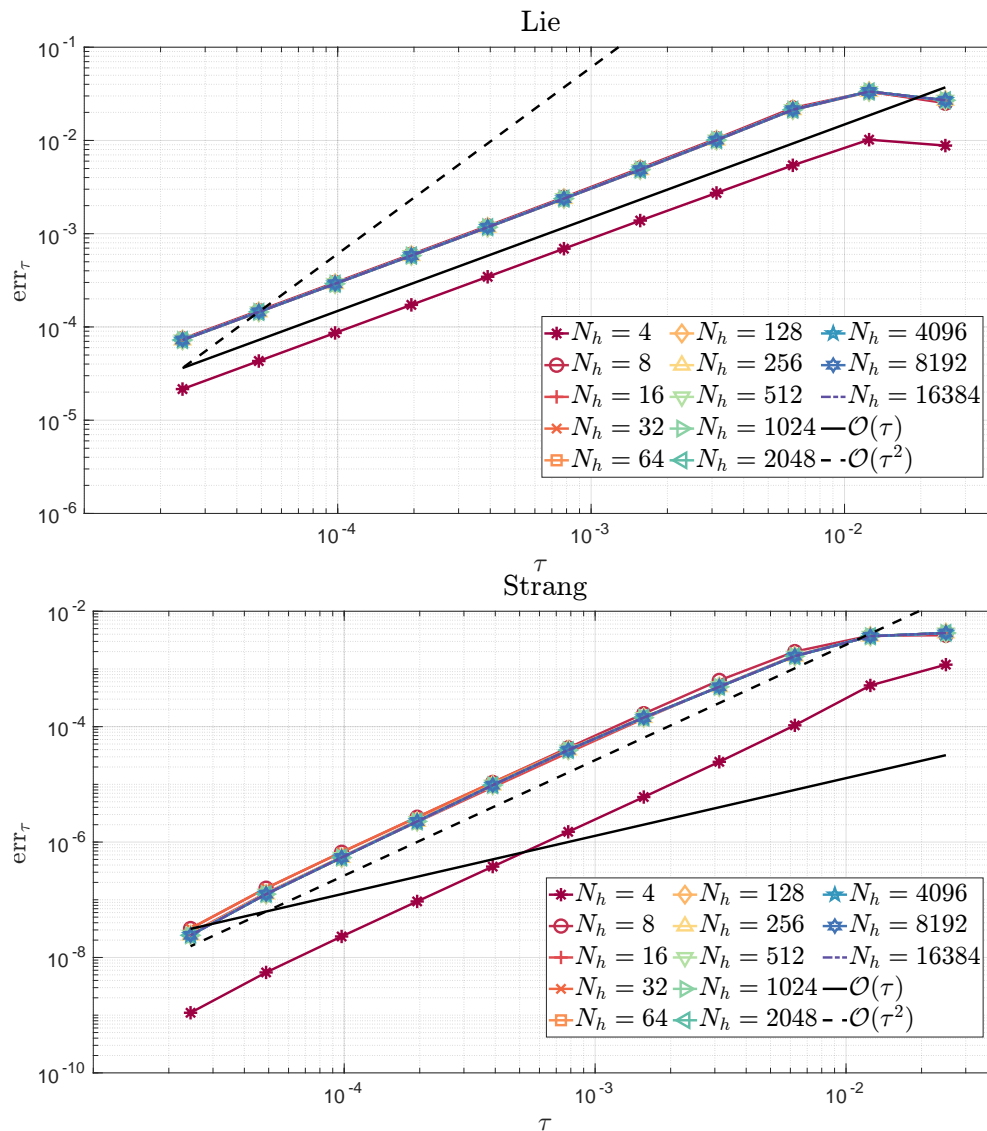 Lie
10^-1
10^-2
10^-3
10^-4
10^-5
10^-6
err_τ
N_h = 4 N_h = 128 N_h = 4096
N_h = 8 N_h = 256 N_h = 8192
N_h = 16 N_h = 512 N_h = 16384
N_h = 32 N_h = 1024 O(τ)
N_h = 64 N_h = 2048 O(τ^2)
10^-4 10^-3 10^-2
τ
Strang
10^-2
10^-4
10^-6
10^-8
10^-10
err_τ
N_h = 4 N_h = 128 N_h = 4096
N_h = 8 N_h = 256 N_h = 8192
N_h = 16 N_h = 512 N_h = 16384
N_h = 32 N_h = 1024 O(τ)
N_h = 64 N_h = 2048 O(τ^2)
10^-4 10^-3 10^-2
τ